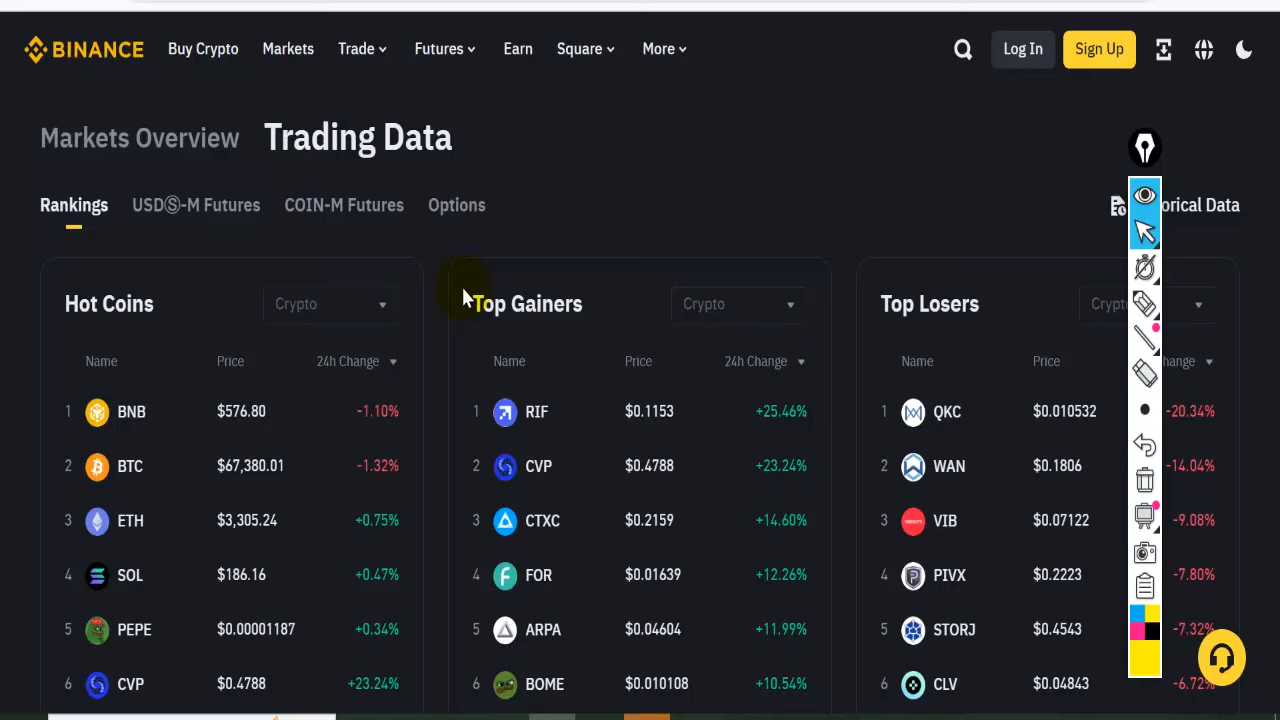 BINANCE Buy Crypto Markets Trade Futures Earn Square More Log In Sign Up
Markets Overview Trading Data
Rankings USDⓈ-M Futures COIN-M Futures Options orical Data
Hot Coins Crypto
Name Price 24h Change
1 BNB $576.80 -1.10%
2 BTC $67,380.01 -1.32%
3 ETH $3,305.24 +0.75%
4 SOL $186.16 +0.47%
5 PEPE $0.00001187 +0.34%
6 CVP $0.4788 +23.24%
Top Gainers Crypto
Name Price 24h Change
1 RIF $0.1153 +25.46%
2 CVP $0.4788 +23.24%
3 CTXC $0.2159 +14.60%
4 FOR $0.01639 +12.26%
5 ARPA $0.04604 +11.99%
6 BOME $0.010108 +10.54%
Top Losers Crypt
Name Price hange
1 QKC $0.010532 -20.34%
2 WAN $0.1806 -14.04%
3 VIB $0.07122 -9.08%
4 PIVX $0.2223 -7.80%
5 STORJ $0.4543 -7.32%
6 CLV $0.04843 -6.72%